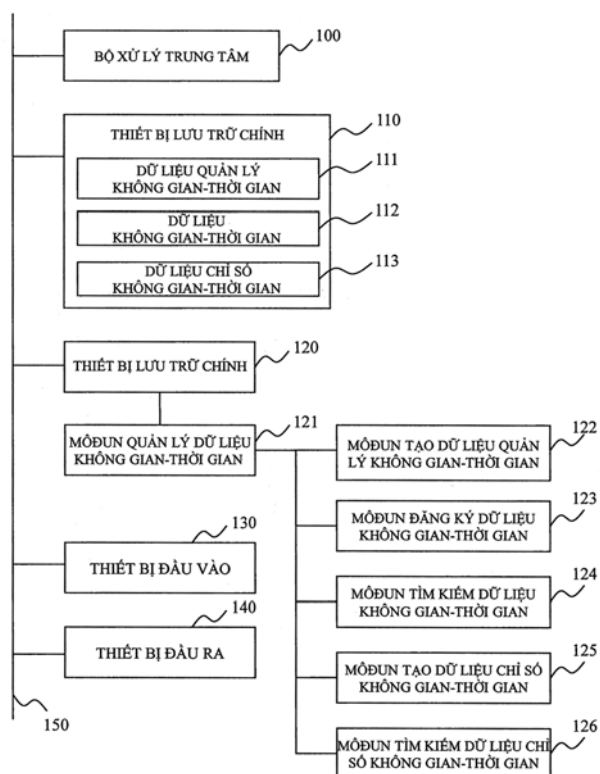 BỘ XỬ LÝ TRUNG TÂM
100
THIẾT BỊ LƯU TRỮ CHÍNH
110
DỮ LIỆU QUẢN LÝ
KHÔNG GIAN-THỜI GIAN
111
DỮ LIỆU
KHÔNG GIAN-THỜI GIAN
112
DỮ LIỆU CHỈ SỐ
KHÔNG GIAN-THỜI GIAN
113
THIẾT BỊ LƯU TRỮ CHÍNH
120
MÔĐUN QUẢN LÝ DỮ LIỆU
KHÔNG GIAN-THỜI GIAN
121
MÔĐUN TẠO DỮ LIỆU QUẢN
LÝ KHÔNG GIAN-THỜI GIAN
122
MÔĐUN ĐĂNG KÝ DỮ LIỆU
KHÔNG GIAN-THỜI GIAN
123
MÔĐUN TÌM KIẾM DỮ LIỆU
KHÔNG GIAN-THỜI GIAN
124
MÔĐUN TẠO DỮ LIỆU CHỈ SỐ
KHÔNG GIAN-THỜI GIAN
125
MÔĐUN TÌM KIẾM DỮ LIỆU CHỈ
SỐ KHÔNG GIAN-THỜI GIAN
126
130
THIẾT BỊ ĐẦU VÀO
140
THIẾT BỊ ĐẦU RA
150